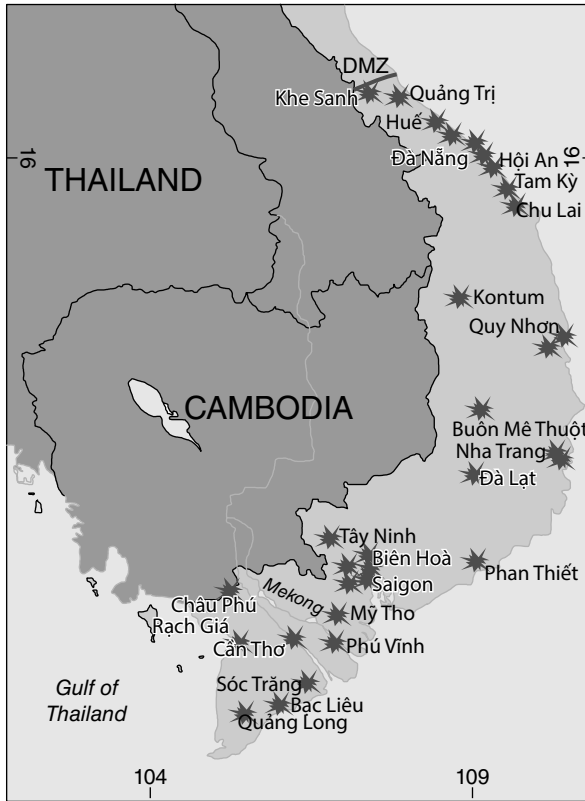 DMZ
Khe Sanh
Quảng Trị
Huế
16
16
Đà Nẵng
Hội An
THAILAND
Tam Kỳ
Chu Lai
Kontum
Quy Nhơn
CAMBODIA
Buôn Mê Thuột
Nha Trang
Đà Lạt
Tây Ninh
Biên Hoà
Phan Thiết
Saigon
Mekong
Châu Phú
Mỹ Tho
Rạch Giá
Cần Thơ
Phú Vĩnh
Sóc Trăng
Gulf of
Thailand
Bạc Liêu
Quảng Long
104
109